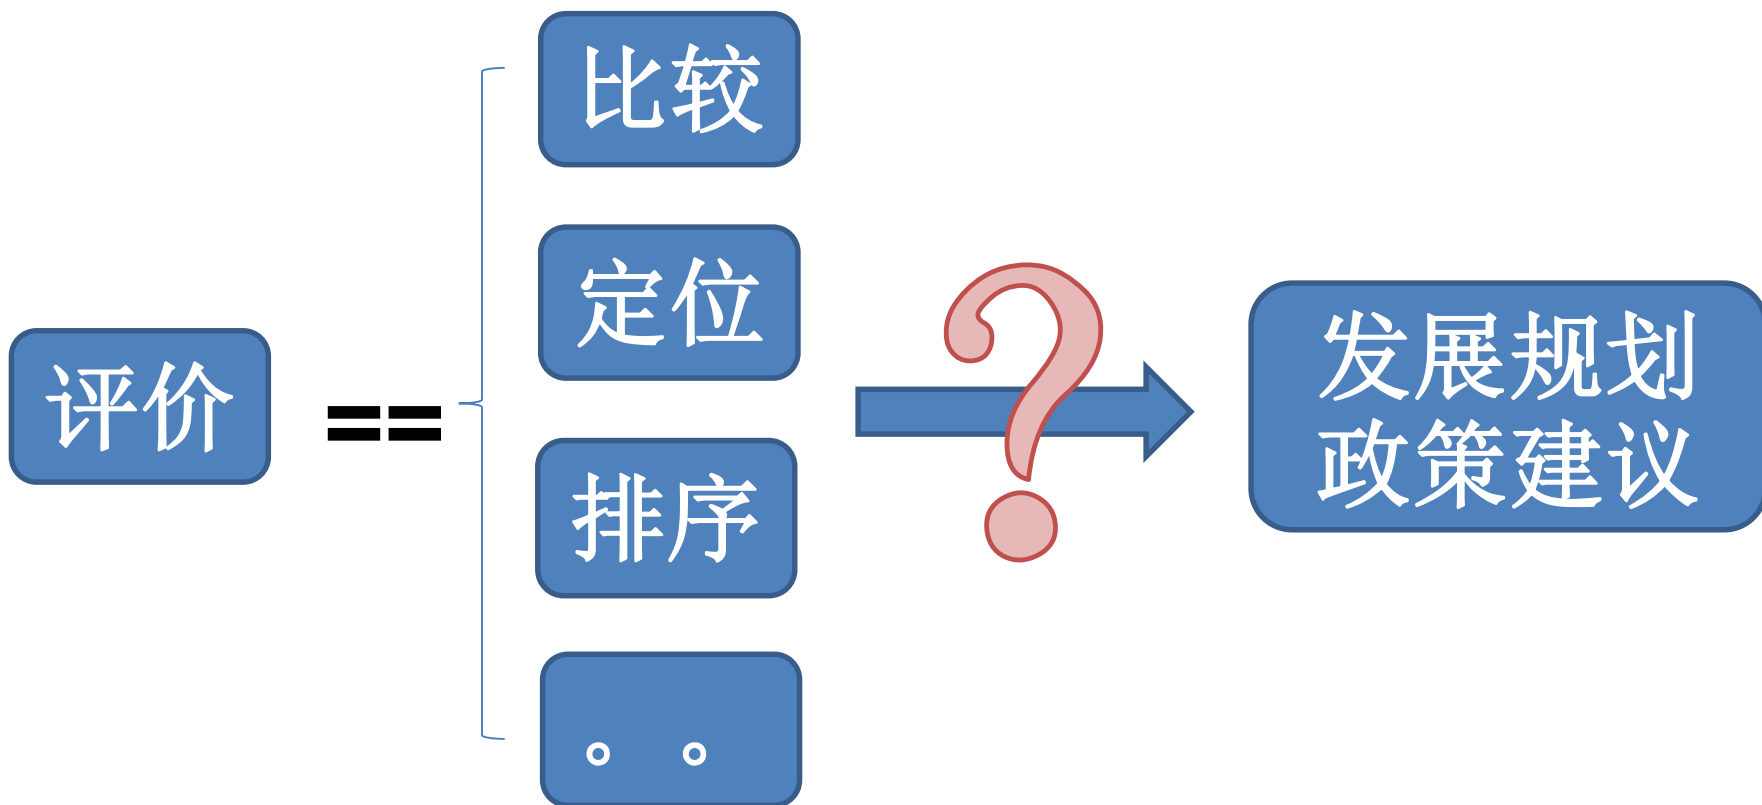 评价
==
比较
定位
排序
。。
?
发展规划
政策建议